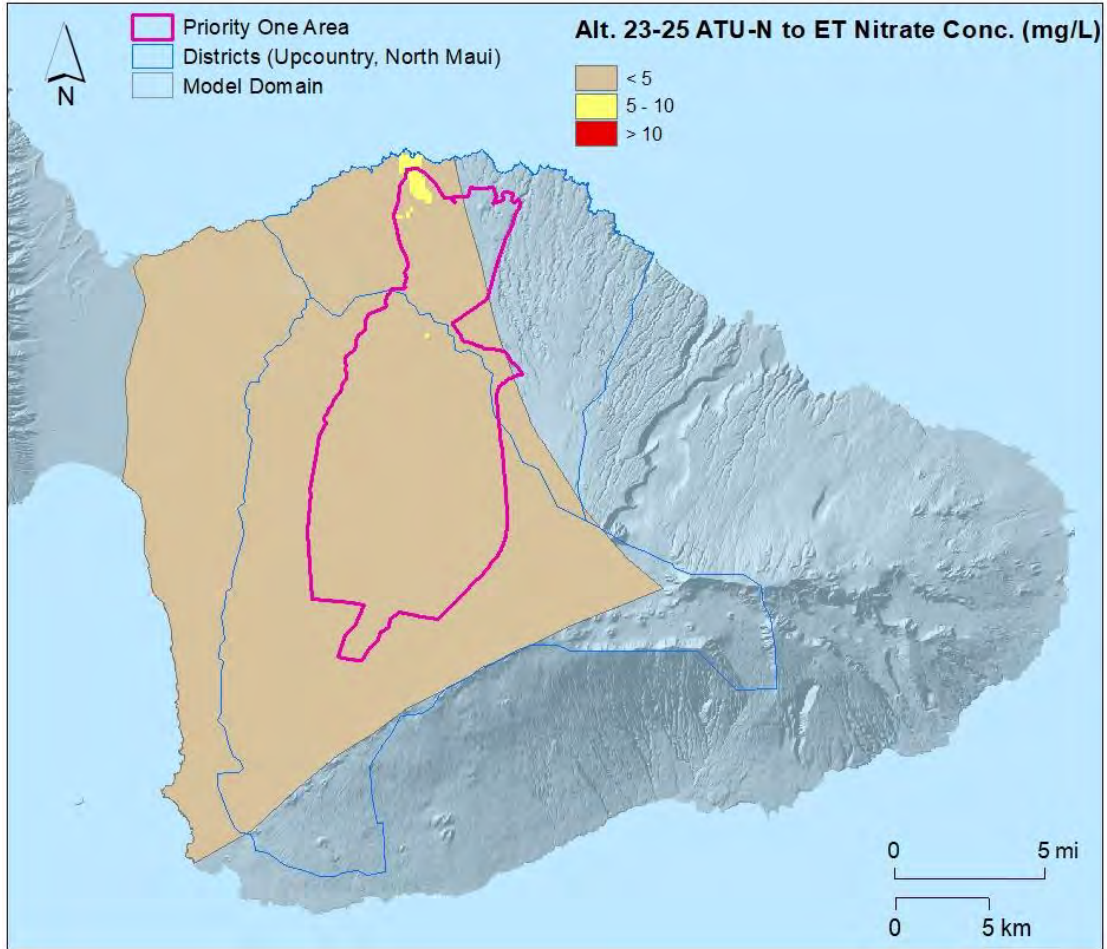 Priority One Area
Districts (Upcountry, North Maui)
Model Domain
N
Alt. 23-25 ATU-N to ET Nitrate Conc. (mg/L)
< 5
5 - 10
> 10
0 5 mi
0 5 km